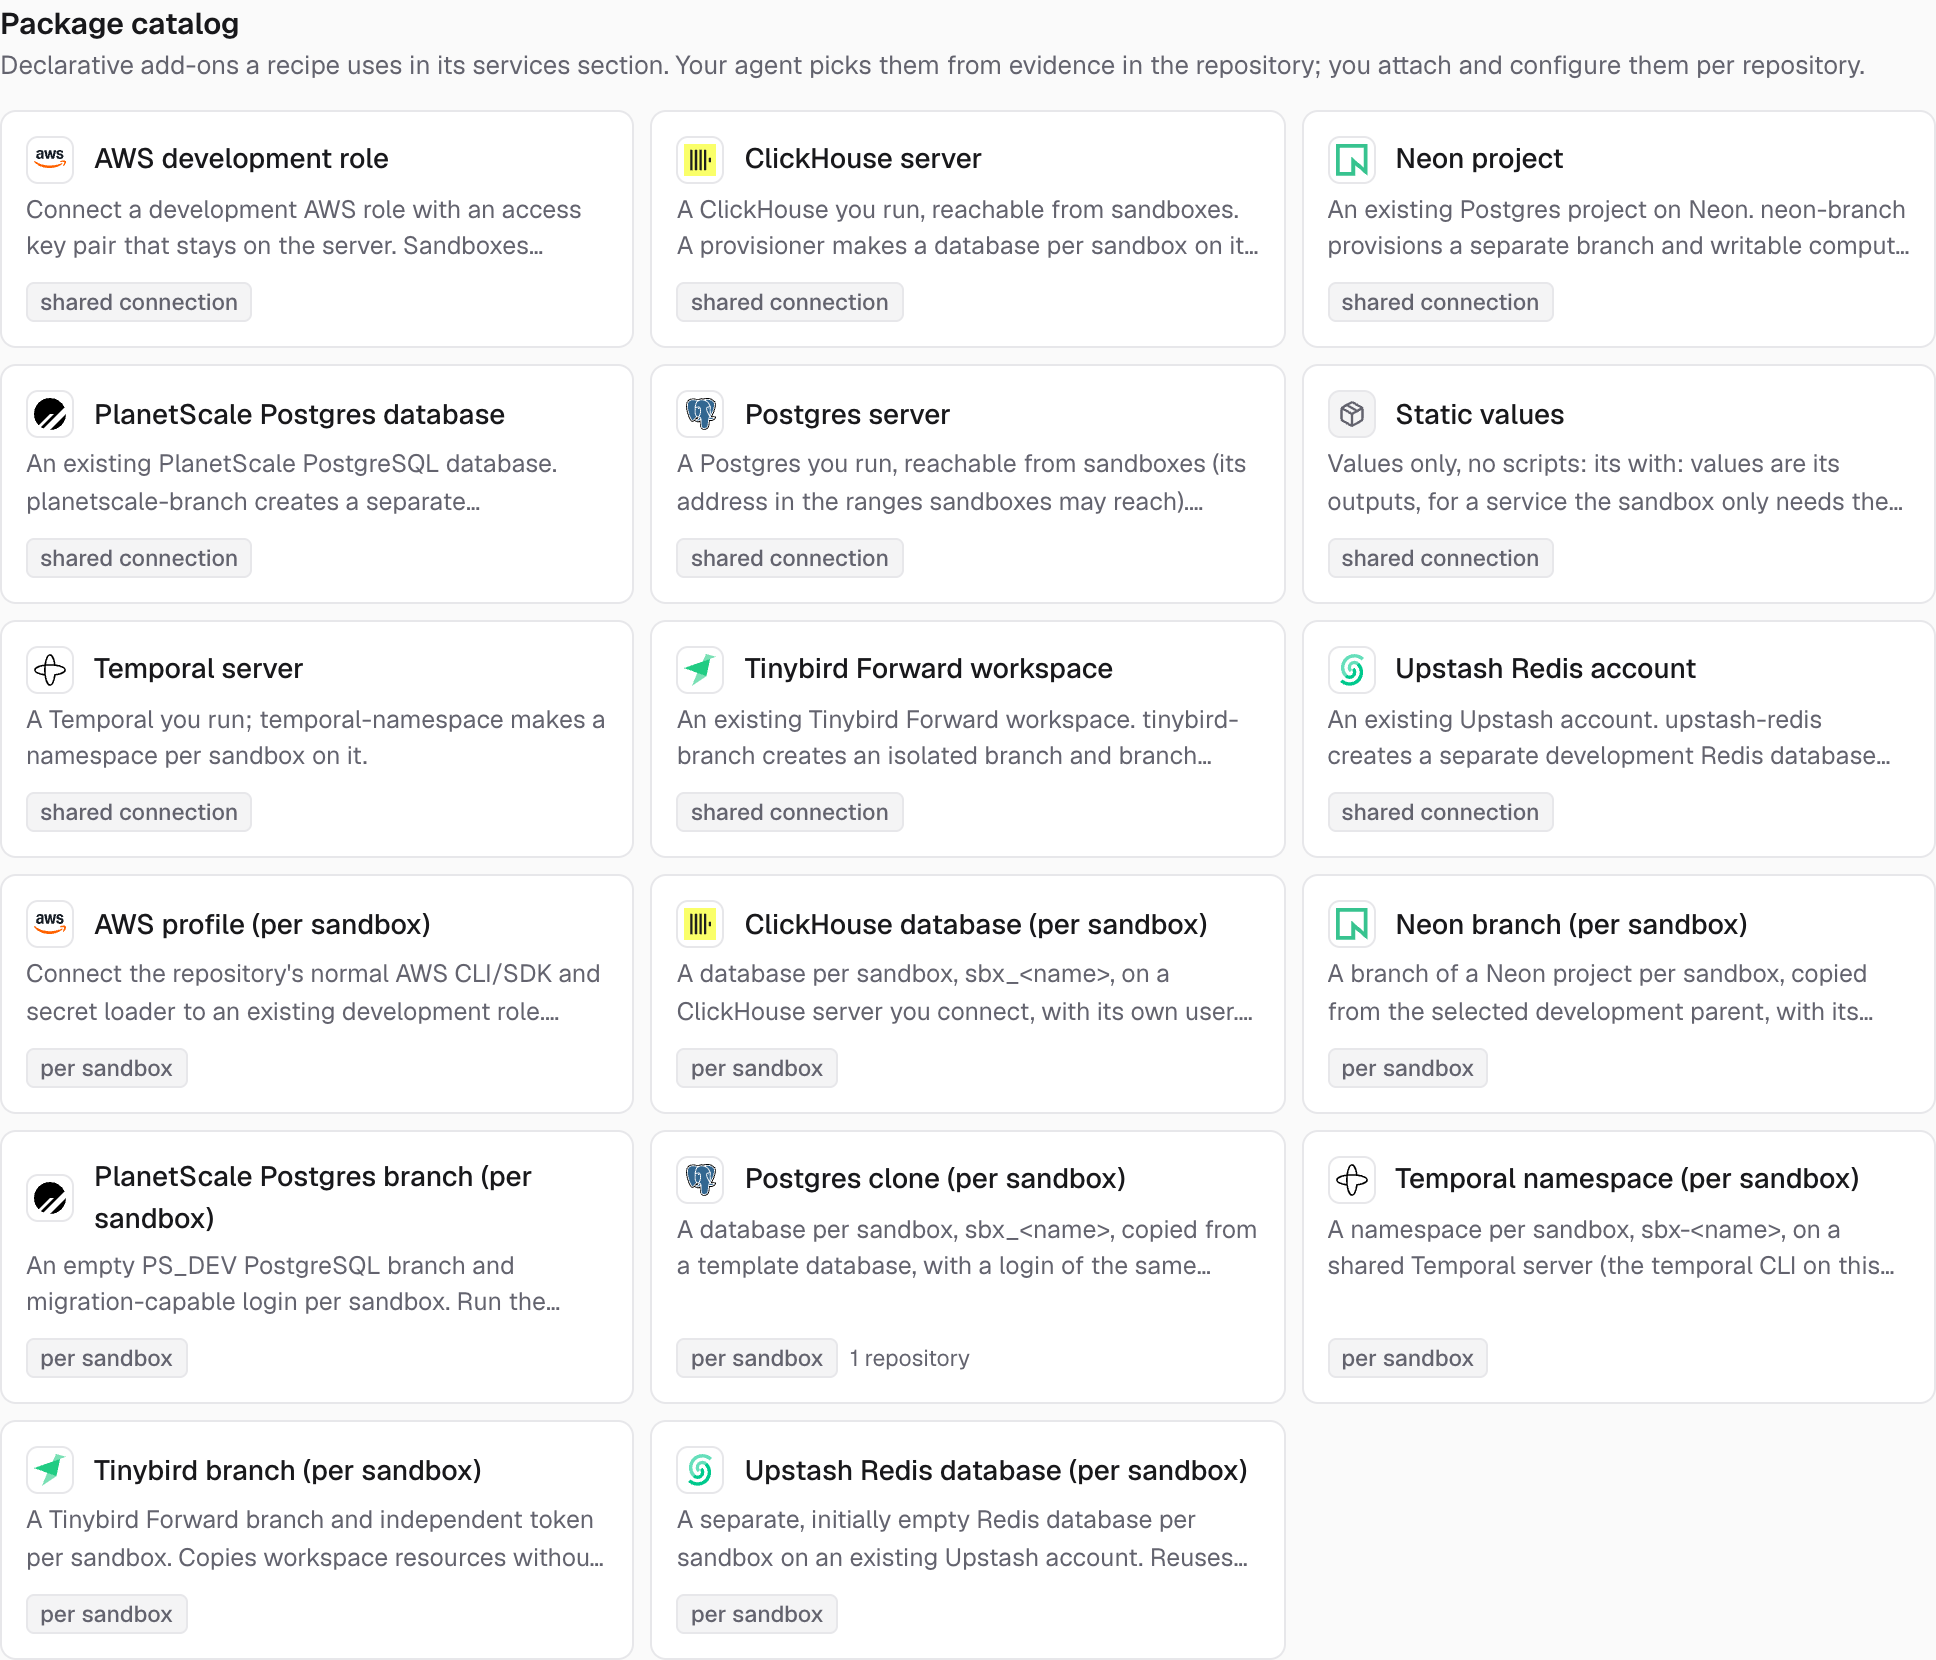 Package catalog
Declarative add-ons a recipe uses in its services section. Your agent picks them from evidence in the repository; you attach and configure them per repository.
aws
AWS development role
Connect a development AWS role with an access
key pair that stays on the server. Sandboxes...
shared connection
ClickHouse server
A ClickHouse you run, reachable from sandboxes.
A provisioner makes a database per sandbox on it...
shared connection
Neon project
An existing Postgres project on Neon. neon-branch
provisions a separate branch and writable comput...
shared connection
PlanetScale Postgres database
An existing PlanetScale PostgreSQL database.
planetscale-branch creates a separate...
shared connection
Postgres server
A Postgres you run, reachable from sandboxes (its
address in the ranges sandboxes may reach)....
shared connection
Static values
Values only, no scripts: its with: values are its
outputs, for a service the sandbox only needs the...
shared connection
Temporal server
A Temporal you run; temporal-namespace makes a
namespace per sandbox on it.
shared connection
Tinybird Forward workspace
An existing Tinybird Forward workspace. tinybird-
branch creates an isolated branch and branch...
shared connection
Upstash Redis account
An existing Upstash account. upstash-redis
creates a separate development Redis database...
shared connection
aws
AWS profile (per sandbox)
Connect the repository's normal AWS CLI/SDK and
secret loader to an existing development role....
per sandbox
ClickHouse database (per sandbox)
A database per sandbox, sbx_<name>, on a
ClickHouse server you connect, with its own user....
per sandbox
Neon branch (per sandbox)
A branch of a Neon project per sandbox, copied
from the selected development parent, with its...
per sandbox
PlanetScale Postgres branch (per
sandbox)
An empty PS_DEV PostgreSQL branch and
migration-capable login per sandbox. Run the...
per sandbox
Postgres clone (per sandbox)
A database per sandbox, sbx_<name>, copied from
a template database, with a login of the same...
per sandbox 1 repository
Temporal namespace (per sandbox)
A namespace per sandbox, sbx-<name>, on a
shared Temporal server (the temporal CLI on this...
per sandbox
Tinybird branch (per sandbox)
A Tinybird Forward branch and independent token
per sandbox. Copies workspace resources withou...
per sandbox
Upstash Redis database (per sandbox)
A separate, initially empty Redis database per
sandbox on an existing Upstash account. Reuses...
per sandbox